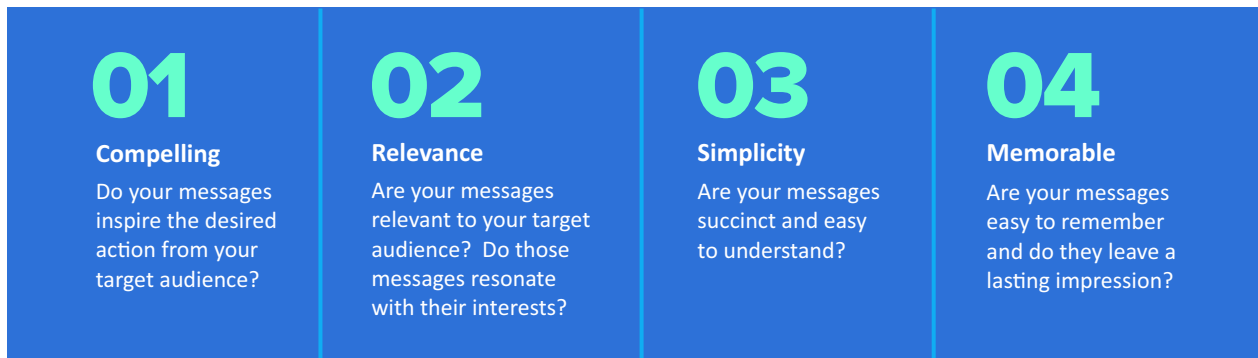 01
Compelling
Do your messages
inspire the desired
action from your
target audience?
02
Relevance
Are your messages
relevant to your target
audience?  Do those
messages resonate
with their interests?
03
Simplicity
Are your messages
succinct and easy
to understand?
04
Memorable
Are your messages
easy to remember
and do they leave a
lasting impression?